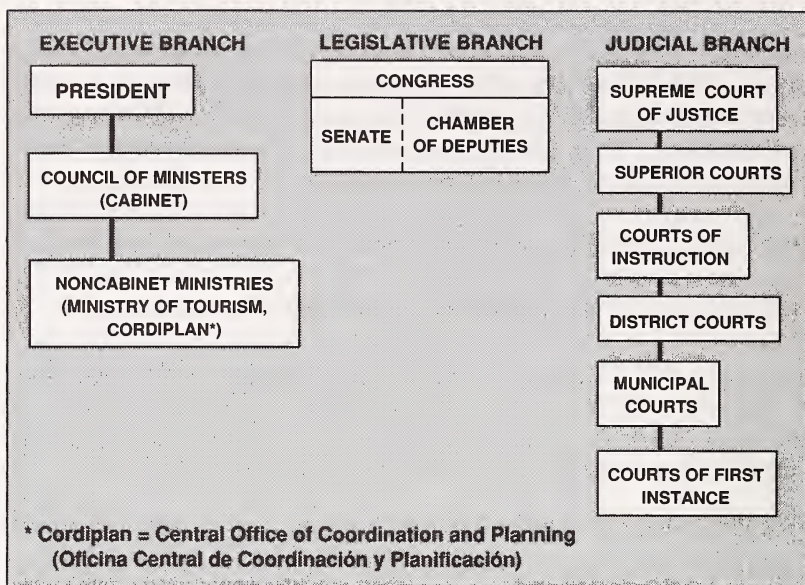 EXECUTIVE BRANCH
PRESIDENT
COUNCIL OF MINISTERS
(CABINET)
NONCABINET MINISTRIES
(MINISTRY OF TOURISM,
CORDIPLAN*)
LEGISLATIVE BRANCH
CONGRESS
SENATE
CHAMBER
OF DEPUTIES
JUDICIAL BRANCH
SUPREME COURT
OF JUSTICE
SUPERIOR COURTS
COURTS OF
INSTRUCTION
DISTRICT COURTS
MUNICIPAL
COURTS
COURTS OF FIRST
INSTANCE
* Cordiplan = Central Office of Coordination and Planning
(Oficina Central de Coordinación y Planificación)